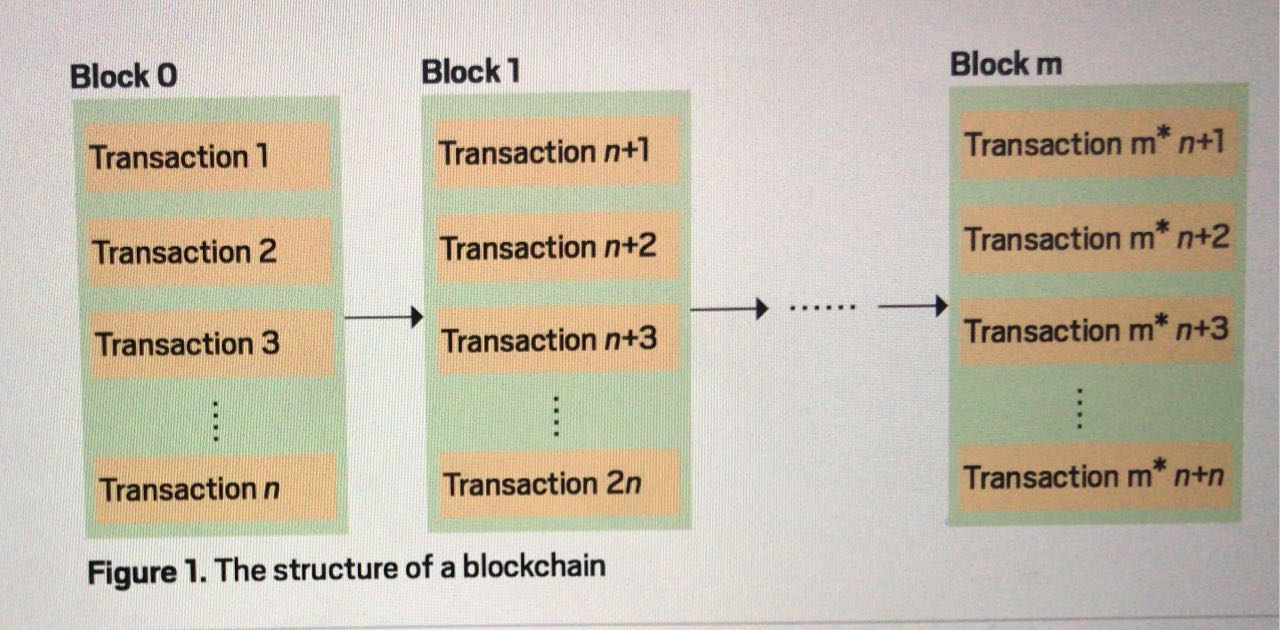 Block 0
Transaction 1
Transaction 2
Transaction 3
⋮
Transaction n
Block 1
Transaction n+1
Transaction n+2
Transaction n+3
⋮
Transaction 2n
......
Block m
Transaction m* n+1
Transaction m* n+2
Transaction m* n+3
⋮
Transaction m* n+n
Figure 1. The structure of a blockchain